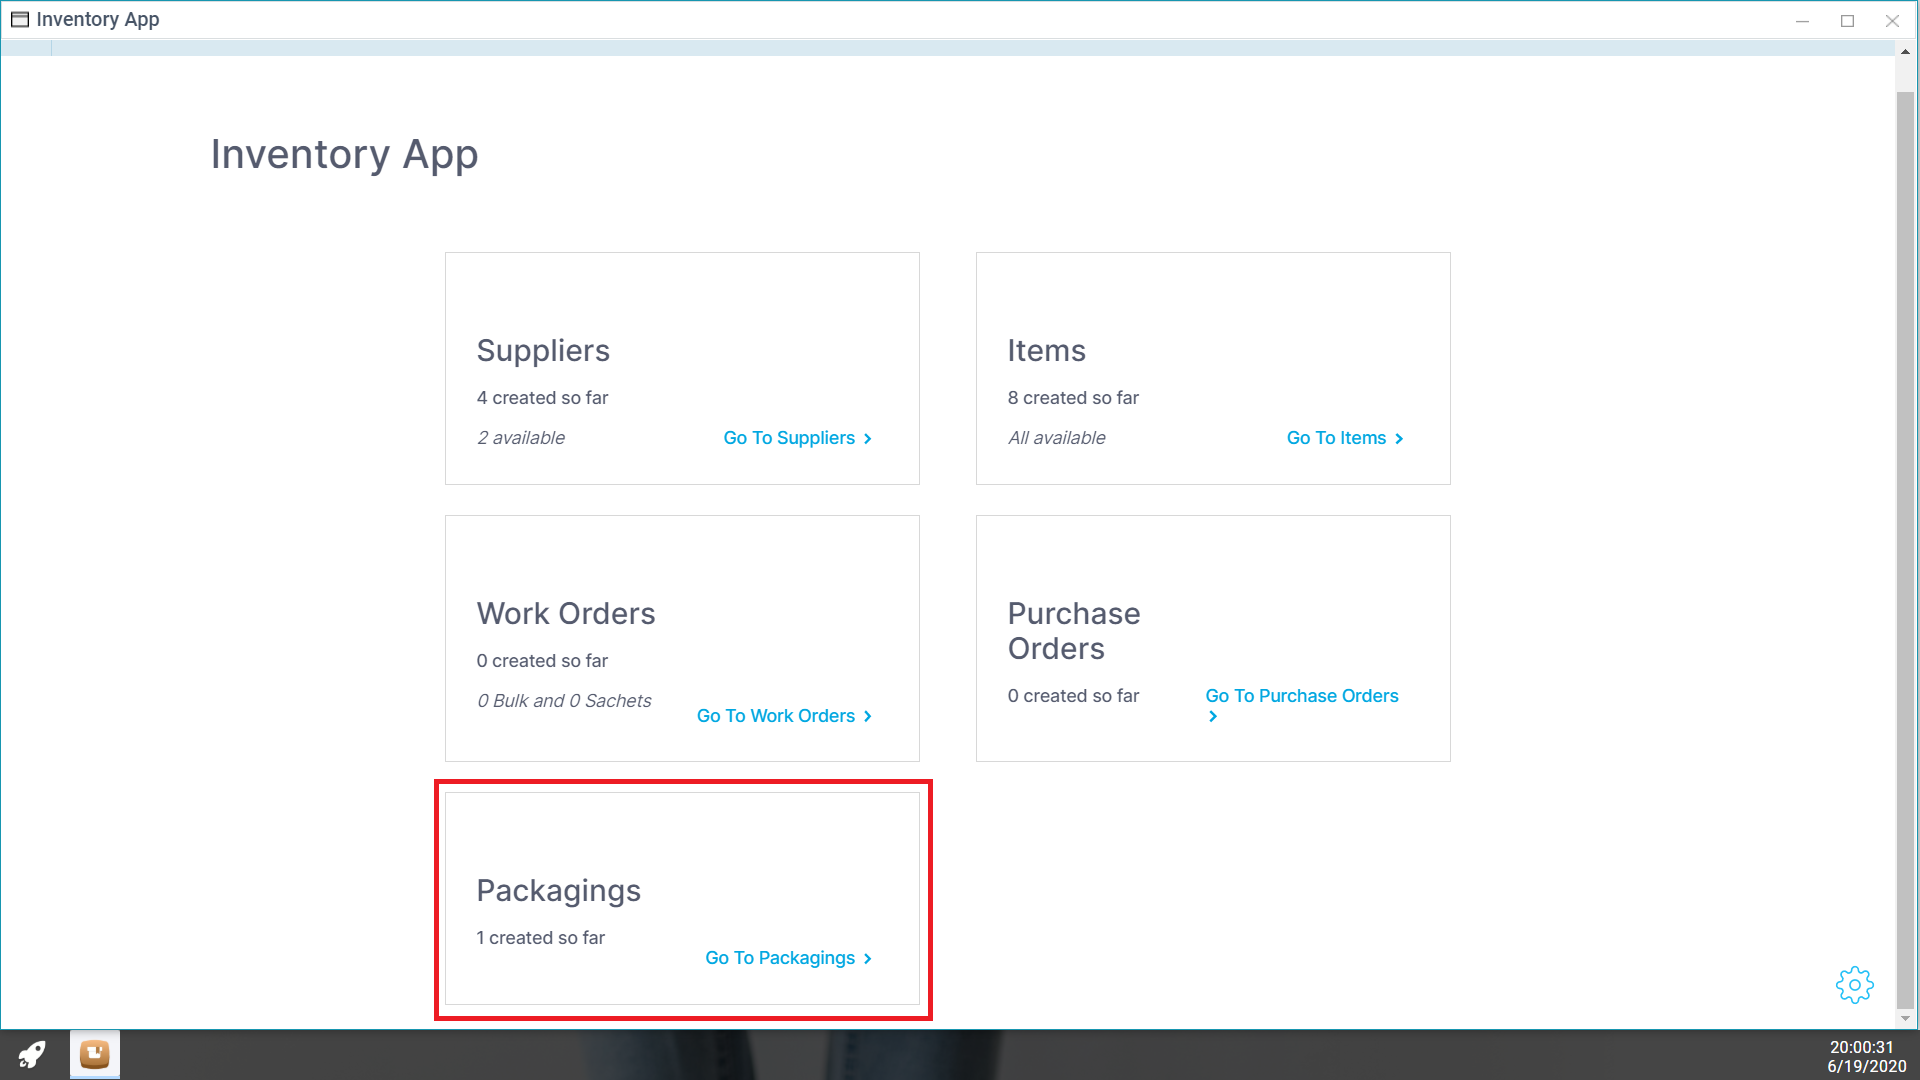 Inventory App
Inventory App
Suppliers
4 created so far
2 available
Go To Suppliers
Items
8 created so far
All available
Go To Items
Work Orders
0 created so far
0 Bulk and 0 Sachets
Go To Work Orders
Purchase
Orders
0 created so far
Go To Purchase Orders
Packagings
1 created so far
Go To Packagings
20:00:31
6/19/2020